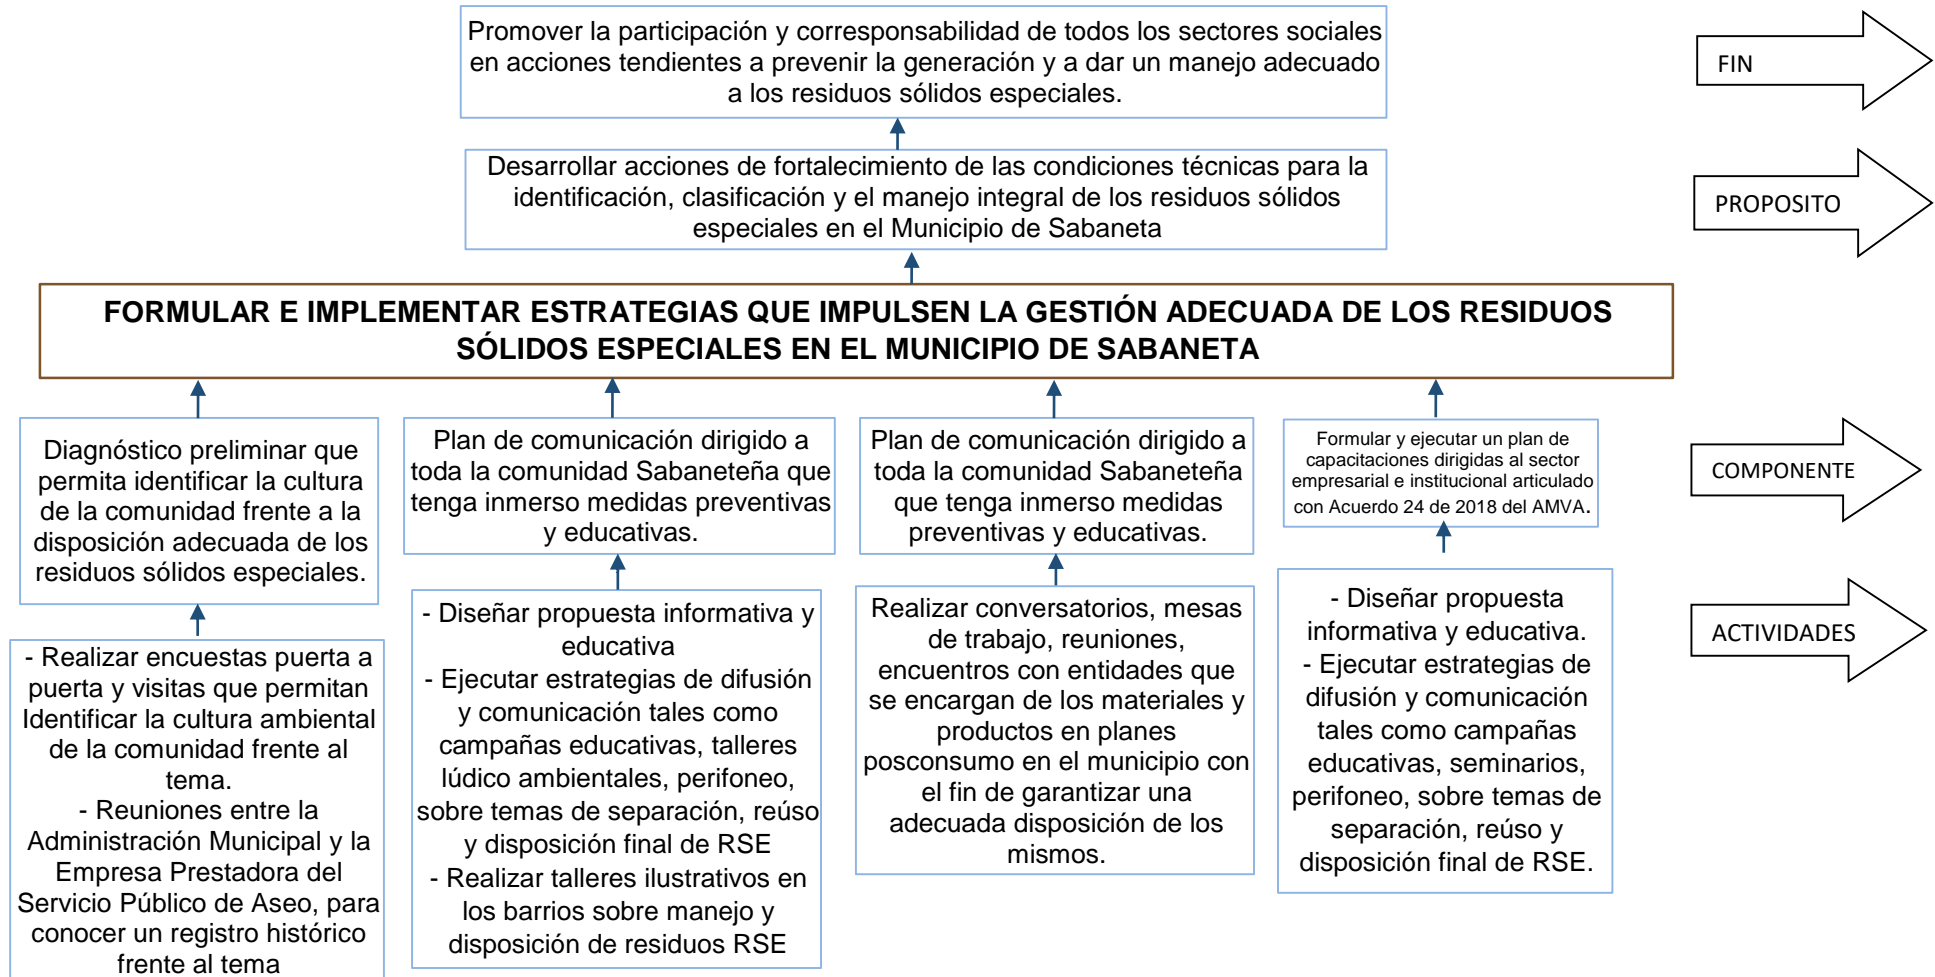 Promover la participación y corresponsabilidad de todos los sectores sociales
en acciones tendientes a prevenir la generación y a dar un manejo adecuado
a los residuos sólidos especiales.
FIN
Desarrollar acciones de fortalecimiento de las condiciones técnicas para la
identificación, clasificación y el manejo integral de los residuos sólidos
especiales en el Municipio de Sabaneta
PROPOSITO
FORMULAR E IMPLEMENTAR ESTRATEGIAS QUE IMPULSEN LA GESTIÓN ADECUADA DE LOS RESIDUOS
SÓLIDOS ESPECIALES EN EL MUNICIPIO DE SABANETA
Diagnóstico preliminar que
permita identificar la cultura
de la comunidad frente a la
disposición adecuada de los
residuos sólidos especiales.
Plan de comunicación dirigido a
toda la comunidad Sabaneteña que
tenga inmerso medidas preventivas
y educativas.
Plan de comunicación dirigido a
toda la comunidad Sabaneteña
que tenga inmerso medidas
preventivas y educativas.
Formular y ejecutar un plan de
capacitaciones dirigidas al sector
empresarial e institucional articulado
con Acuerdo 24 de 2018 del AMVA.
COMPONENTE
- Realizar encuestas puerta a
puerta y visitas que permitan
Identificar la cultura ambiental
de la comunidad frente al
tema.
- Reuniones entre la
Administración Municipal y la
Empresa Prestadora del
Servicio Público de Aseo, para
conocer un registro histórico
frente al tema
- Diseñar propuesta informativa y
educativa
- Ejecutar estrategias de difusión
y comunicación tales como
campañas educativas, talleres
lúdico ambientales, perifoneo,
sobre temas de separación, reúso
y disposición final de RSE
- Realizar talleres ilustrativos en
los barrios sobre manejo y
disposición de residuos RSE
Realizar conversatorios, mesas
de trabajo, reuniones,
encuentros con entidades que
se encargan de los materiales y
productos en planes
posconsumo en el municipio con
el fin de garantizar una
adecuada disposición de los
mismos.
- Diseñar propuesta
informativa y educativa.
- Ejecutar estrategias de
difusión y comunicación
tales como campañas
educativas, seminarios,
perifoneo, sobre temas de
separación, reúso y
disposición final de RSE.
ACTIVIDADES